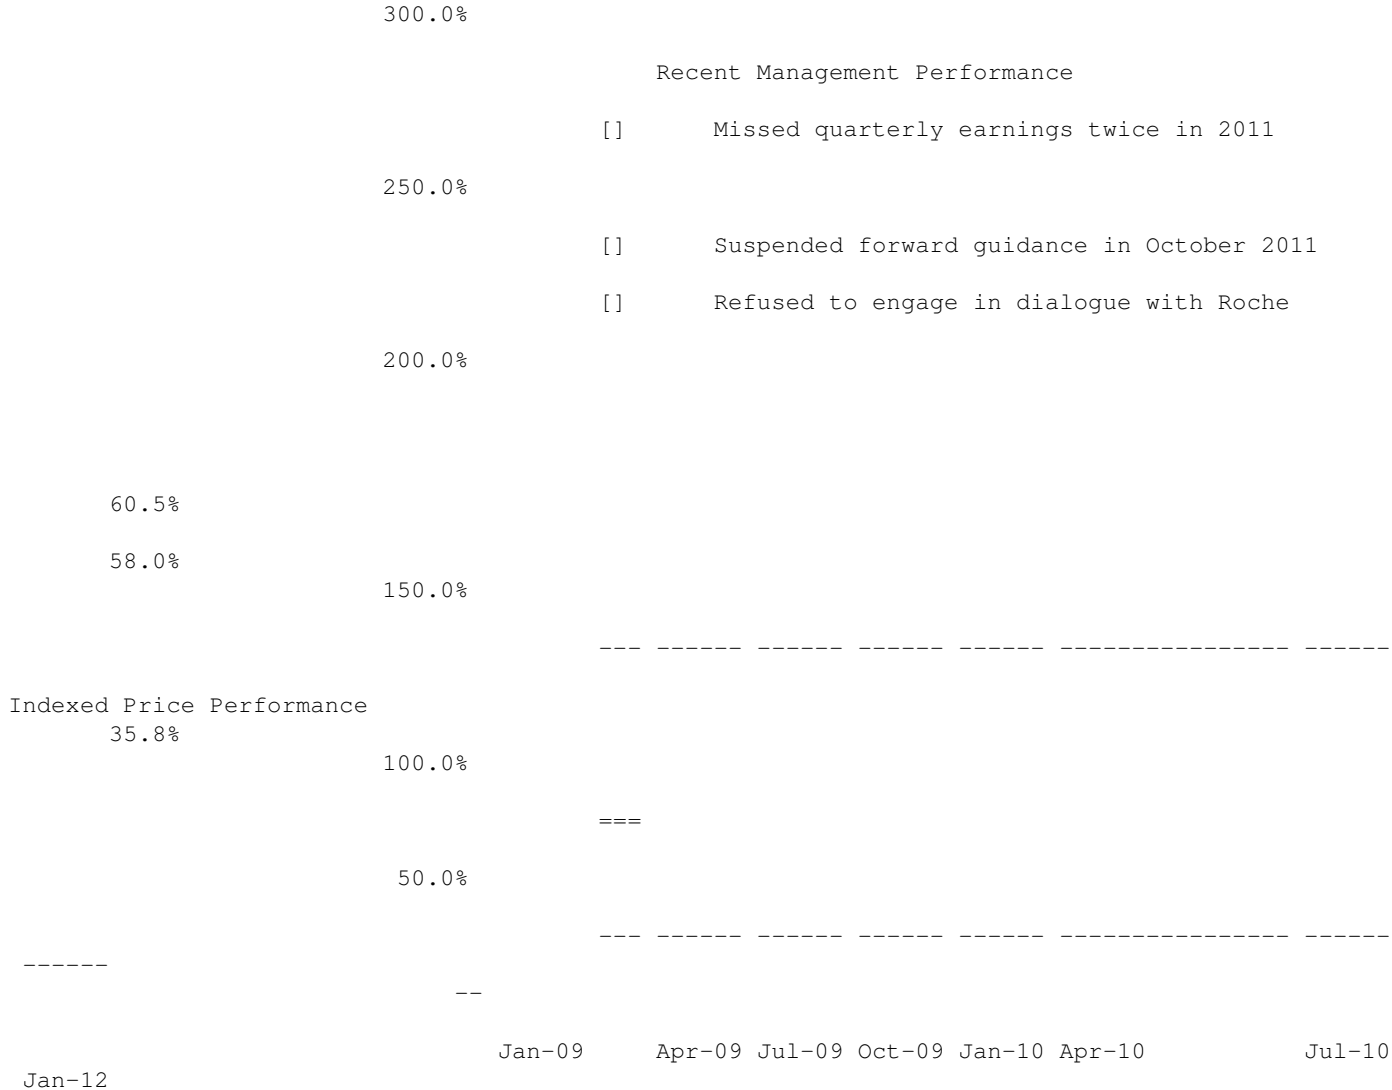 300.0%
Recent Management Performance
[] Missed quarterly earnings twice in 2011
250.0%
[] Suspended forward guidance in October 2011
[] Refused to engage in dialogue with Roche
200.0%
60.5%
58.0%
150.0%
--- ------ ------ ------ ------ ---------------- ------
Indexed Price Performance
35.8%
100.0%
===
50.0%
--- ------ ------ ------ ------ ---------------- ------
------
--
Jan-09 Apr-09 Jul-09 Oct-09 Jan-10 Apr-10 Jul-10
Jan-12